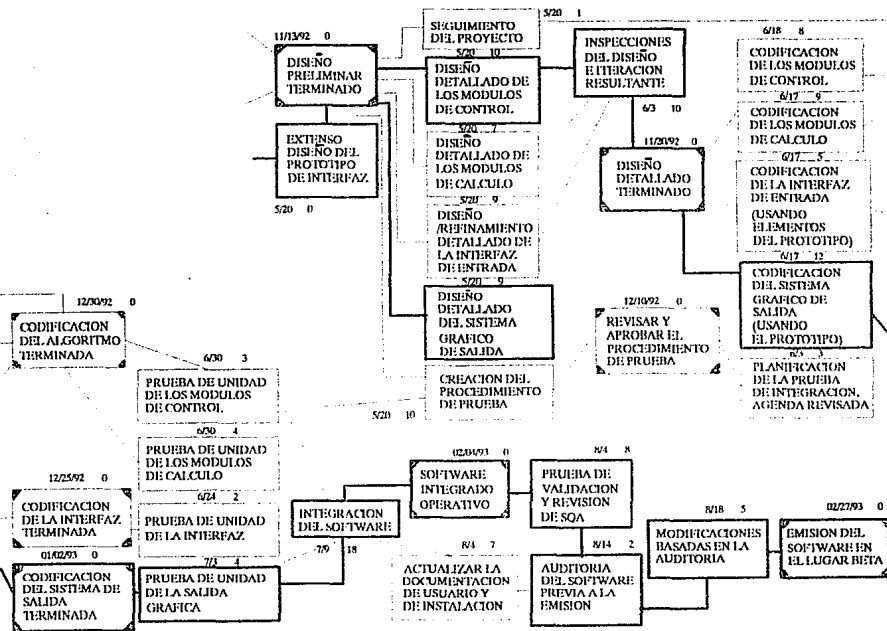 11/13/92 0
DISEÑO
PRELIMINAR
TERMINADO
EXTENSO
DISEÑO DEL
PROTOTIPO
DE INTERFAZ
5/20 0
SEGUIMIENTO
DEL PROYECTO
5/20 1
5/20 10
DISEÑO
DETALLADO DE
LOS MODULOS
DE CONTROL
5/20 7
DISEÑO
DETALLADO DE
LOS MODULOS
DE CALCULO
5/20 9
DISEÑO
/REFINAMIENTO
DETALLADO DE
LA INTERFAZ
DE ENTRADA
5/20 9
DISEÑO
DETALLADO
DEL SISTEMA
GRAFICO
DE SALIDA
CREACION DEL
PROCEDIMIENTO
DE PRUEBA
5/20 10
INSPECCIONES
DEL DISEÑO
E ITERACION
RESULTANTE
6/3 10
11/20/92 0
DISEÑO
DETALLADO
TERMINADO
12/10/92 0
REVISAR Y
APROBAR EL
PROCEDIMIENTO
DE PRUEBA
6/18 8
CODIFICACION
DE LOS MODULOS
DE CONTROL
6/17 9
CODIFICACION
DE LOS MODULOS
DE CALCULO
6/17 5
CODIFICACION
DE LA INTERFAZ
DE ENTRADA
(USANDO
ELEMENTOS
DEL PROTOTIPO)
6/17 12
CODIFICACION
DEL SISTEMA
GRAFICO DE
SALIDA
(USANDO
EL PROTOTIPO)
6/3 3
PLANIFICACION
DE LA PRUEBA
DE INTEGRACION,
AGENDA REVISADA
12/30/92 0
CODIFICACION
DEL ALGORITMO
TERMINADA
6/30 3
PRUEBA DE UNIDAD
DE LOS MODULOS
DE CONTROL
6/30 4
PRUEBA DE UNIDAD
DE LOS MODULOS
DE CALCULO
12/25/92 0
CODIFICACION
DE LA INTERFAZ
TERMINADA
6/24 2
PRUEBA DE UNIDAD
DE LA INTERFAZ
01/02/93 0
CODIFICACION
DEL SISTEMA DE
SALIDA
TERMINADA
7/3 4
PRUEBA DE UNIDAD
DE LA SALIDA
GRAFICA
INTEGRACION
DEL SOFTWARE
7/9 18
02/04/93 0
SOFTWARE
INTEGRADO
OPERATIVO
8/4 8
PRUEBA DE
VALIDACION
Y REVISION
DE SQA
8/4 7
ACTUALIZAR LA
DOCUMENTACION
DE USUARIO Y
DE INSTALACION
8/14 2
AUDITORIA
DEL SOFTWARE
PREVIA A LA
EMISION
8/18 5
MODIFICACIONES
BASADAS EN LA
AUDITORIA
02/27/93 0
EMISION DEL
SOFTWARE EN
EL LUGAR BETA